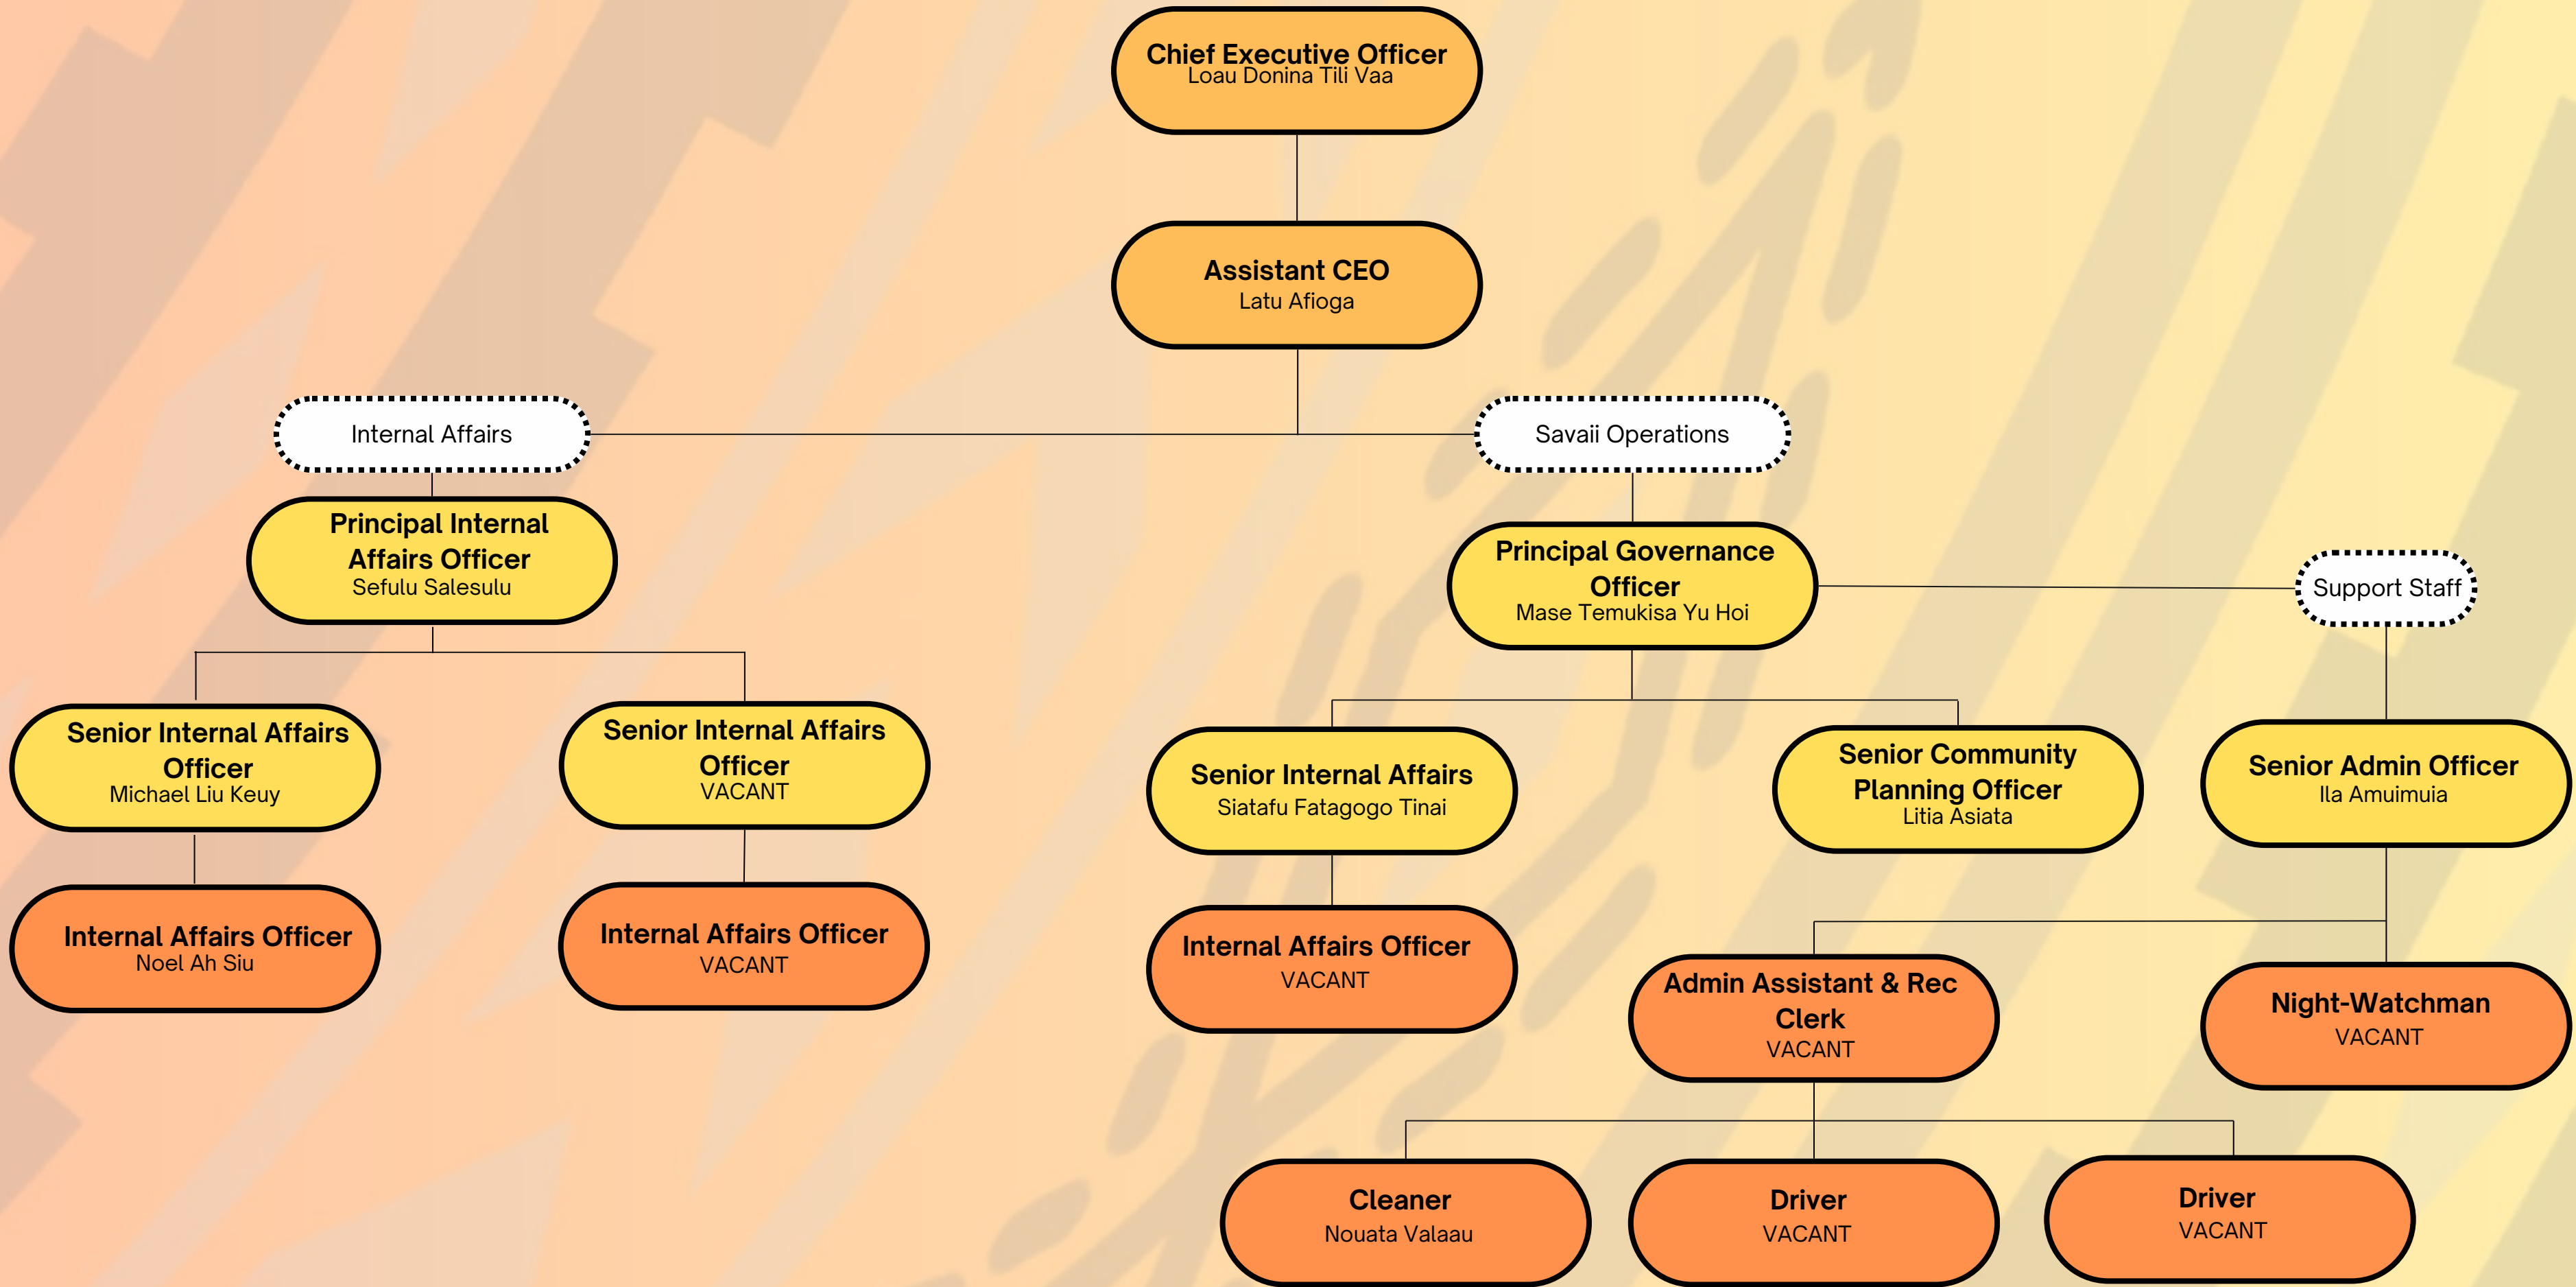 Chief Executive Officer
Loau Donina Tili Vaa
Assistant CEO
Latu Afioga
Internal Affairs
Savaii Operations
Principal Internal
Affairs Officer
Sefulu Salesulu
Principal Governance
Officer
Mase Temukisa Yu Hoi
Support Staff
Senior Internal Affairs
Officer
Michael Liu Keuy
Senior Internal Affairs
Officer
VACANT
Senior Internal Affairs
Siatafu Fatagogo Tinai
Senior Community
Planning Officer
Litia Asiata
Senior Admin Officer
Ila Amuimuia
Internal Affairs Officer
Noel Ah Siu
Internal Affairs Officer
VACANT
Internal Affairs Officer
VACANT
Admin Assistant & Rec
Clerk
VACANT
Night-Watchman
VACANT
Cleaner
Nouata Valaau
Driver
VACANT
Driver
VACANT